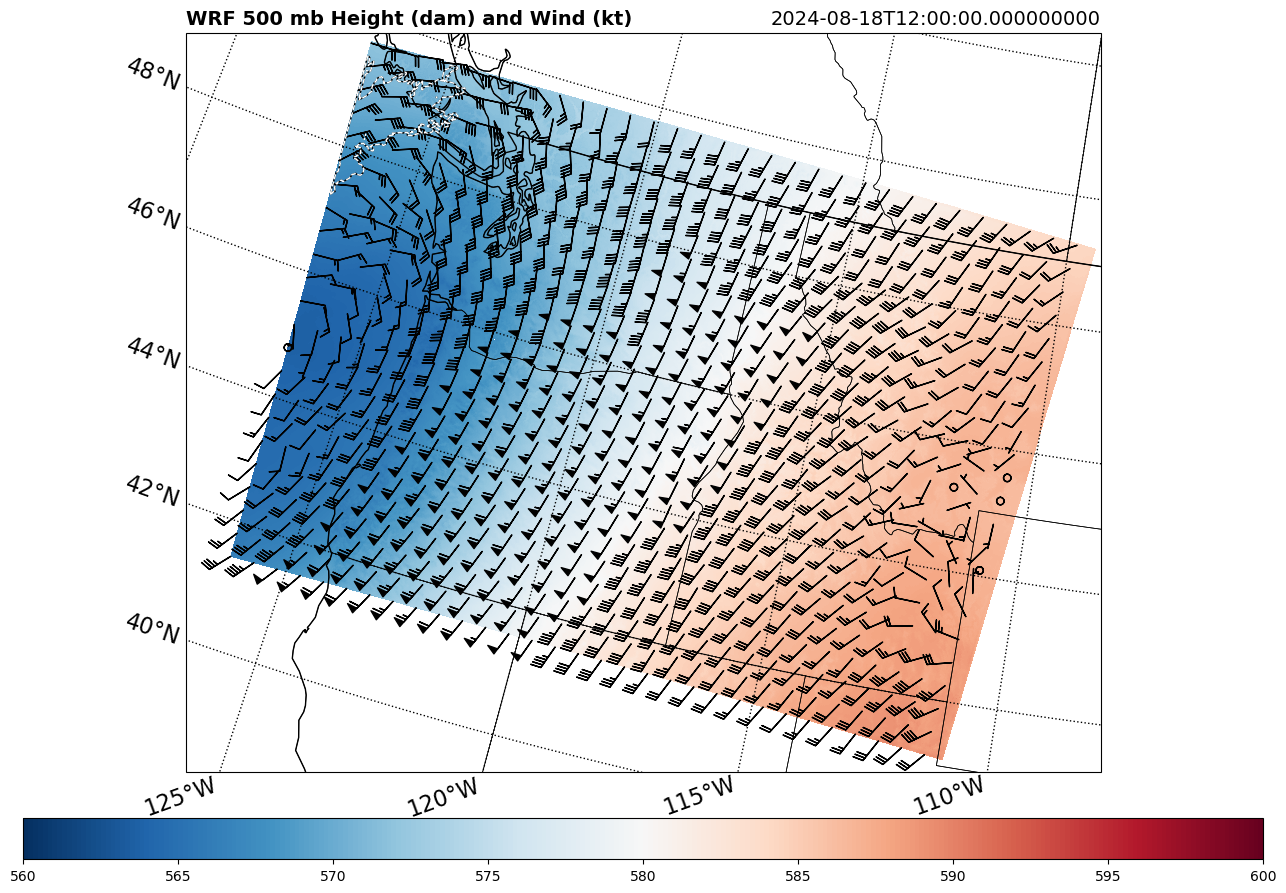 WRF 500 mb Height (dam) and Wind (kt)
2024-08-18T12:00:00.000000000
48°N
46°N
44°N
42°N
40°N
125°W
120°W
115°W
110°W
560
565
570
575
580
585
590
595
600